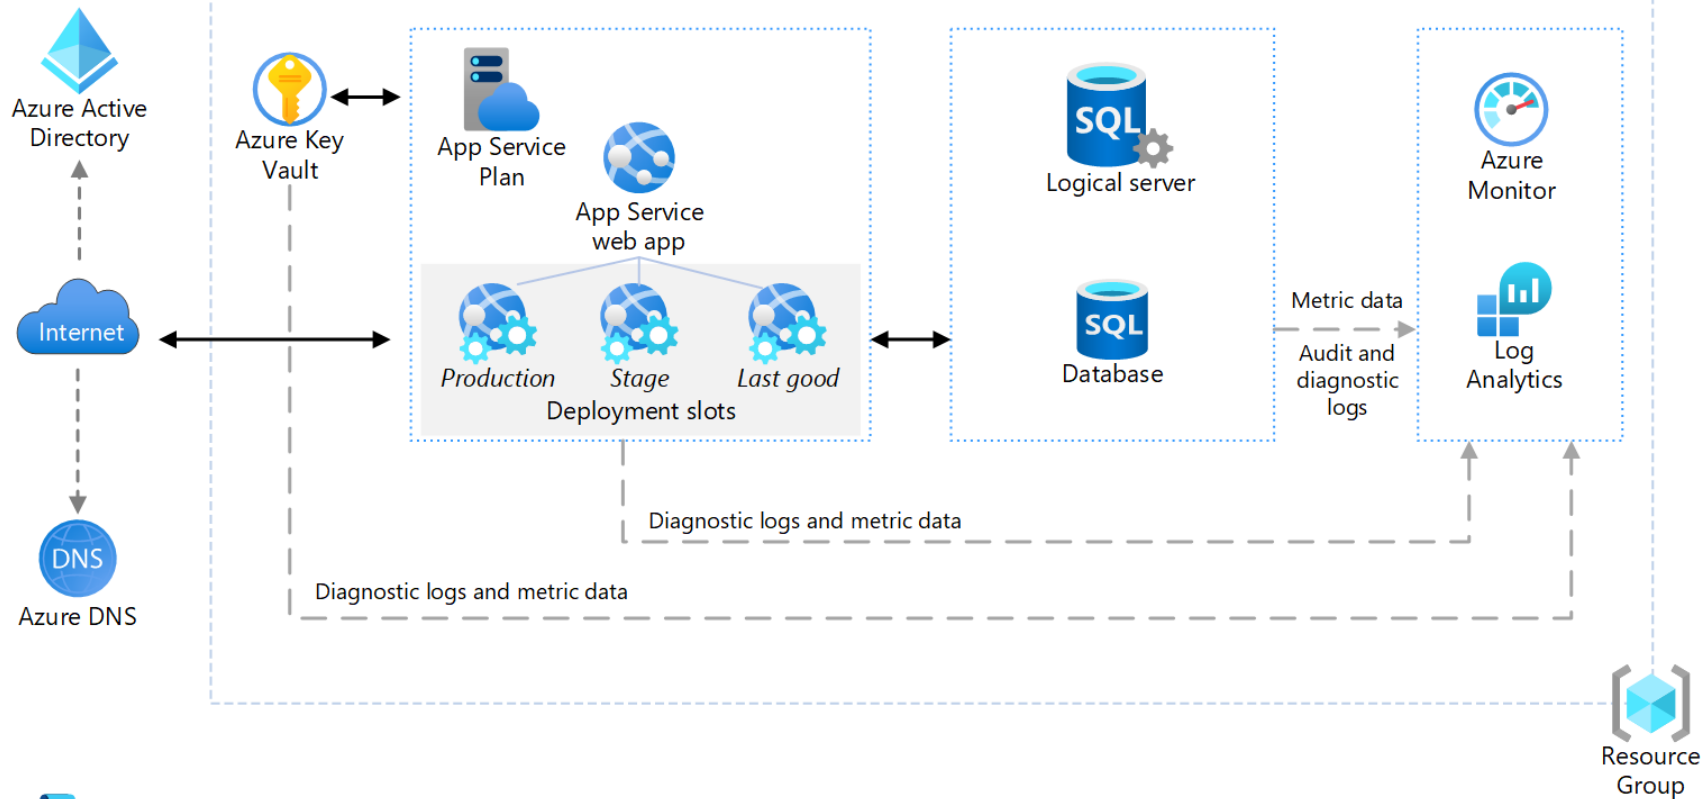 Azure Active
Directory
Internet
DNS
Azure DNS
Azure Key
Vault
App Service
Plan
App Service
web app
Production
Stage
Last good
Deployment slots
SQL
Logical server
SQL
Database
Metric data
Audit and
diagnostic
logs
Azure
Monitor
Log
Analytics
Diagnostic logs and metric data
Diagnostic logs and metric data
Resource
Group